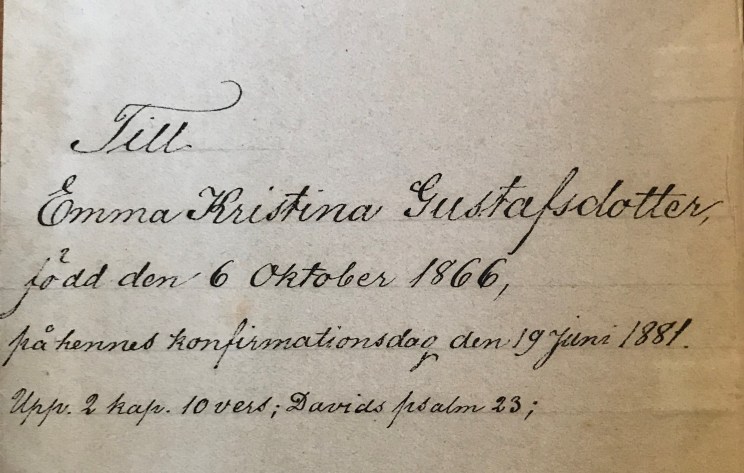 Till
Emma Kristina Gustafsdotter,
född den 6 Oktober 1866,
på hennes konfirmationsdag den 19 Juni 1881.
Upp. 2 kap. 10 vers; Davids psalm 23;